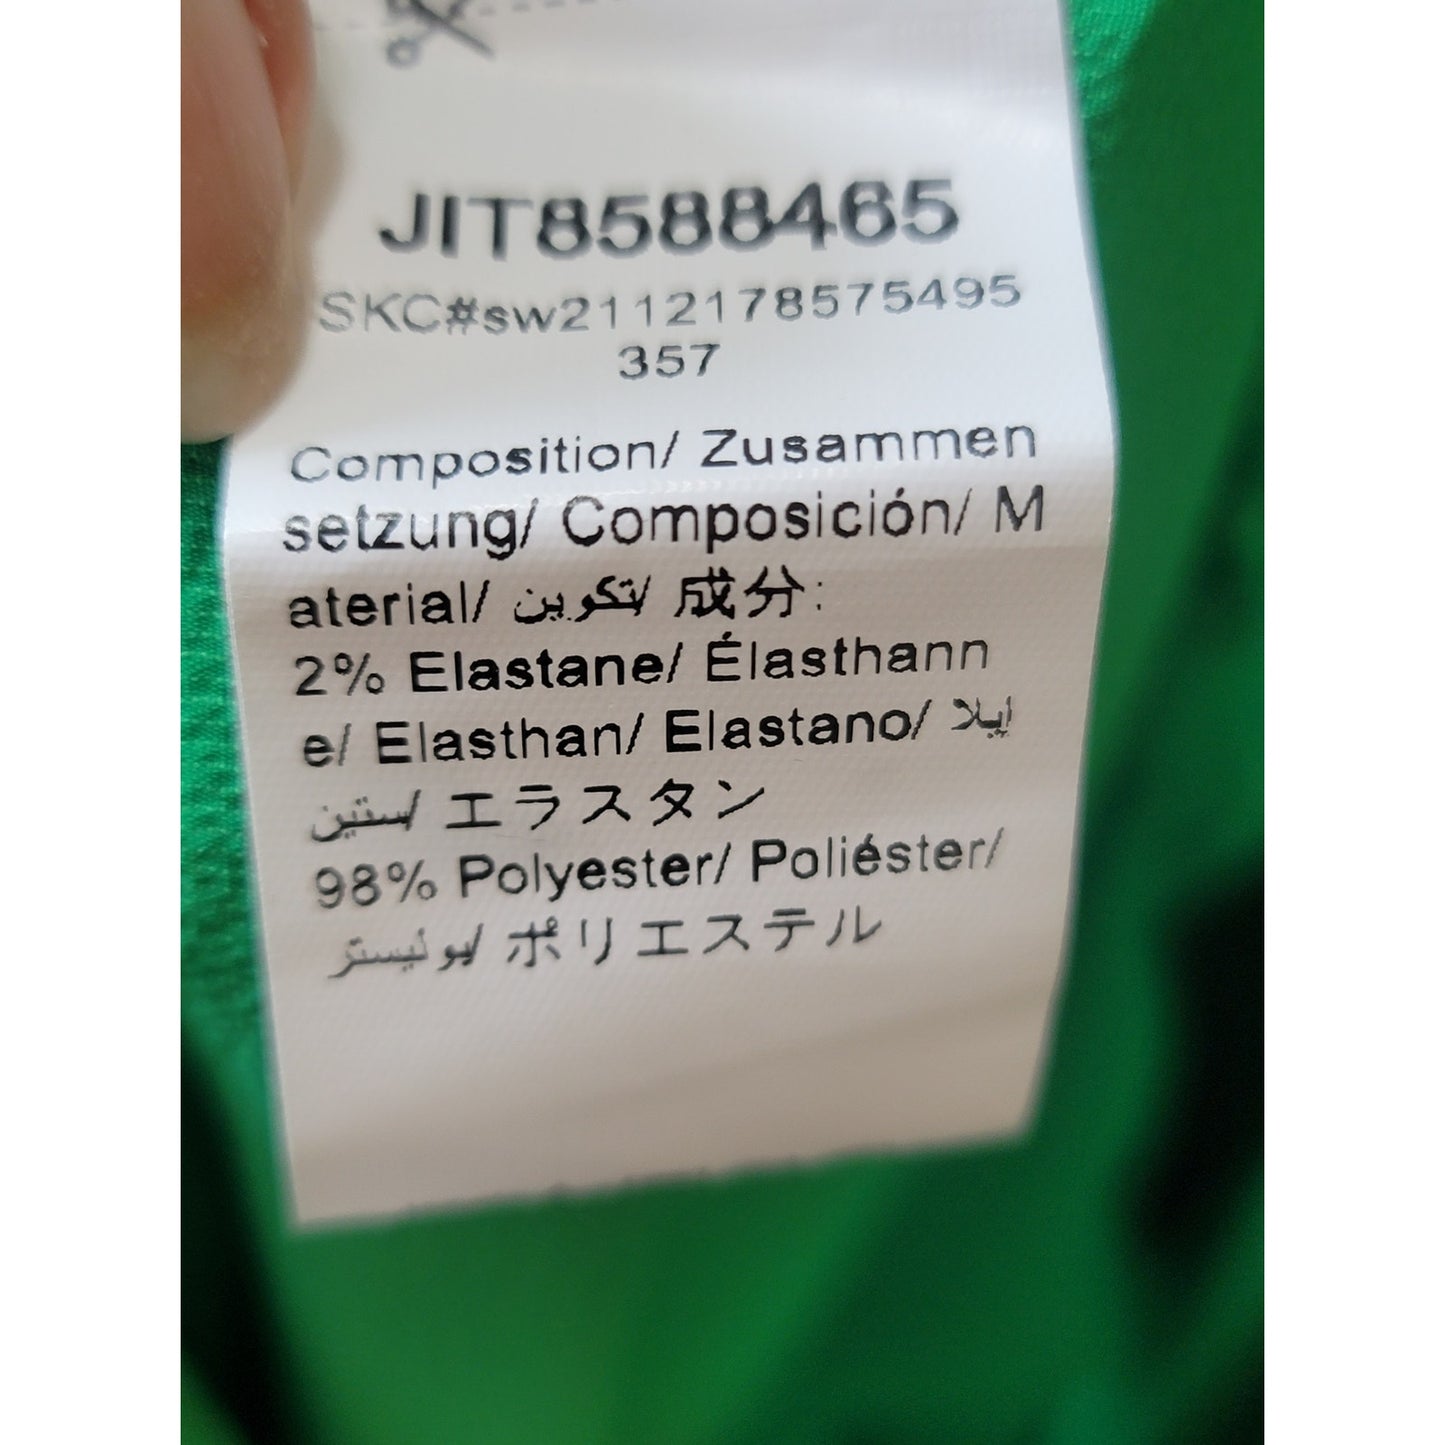 JIT8588465
SKC#sw2112178575495
357
Composition/ Zusammen
setzung/ Composición/ M
aterial/ تكوين/ 成分:
2% Elastane/ Élasthann
e/ Elasthan/ Elastano/ إيلا
ستين/ エラスタン
98% Polyester/ Poliéster/
بوليستر/ ポリエステル